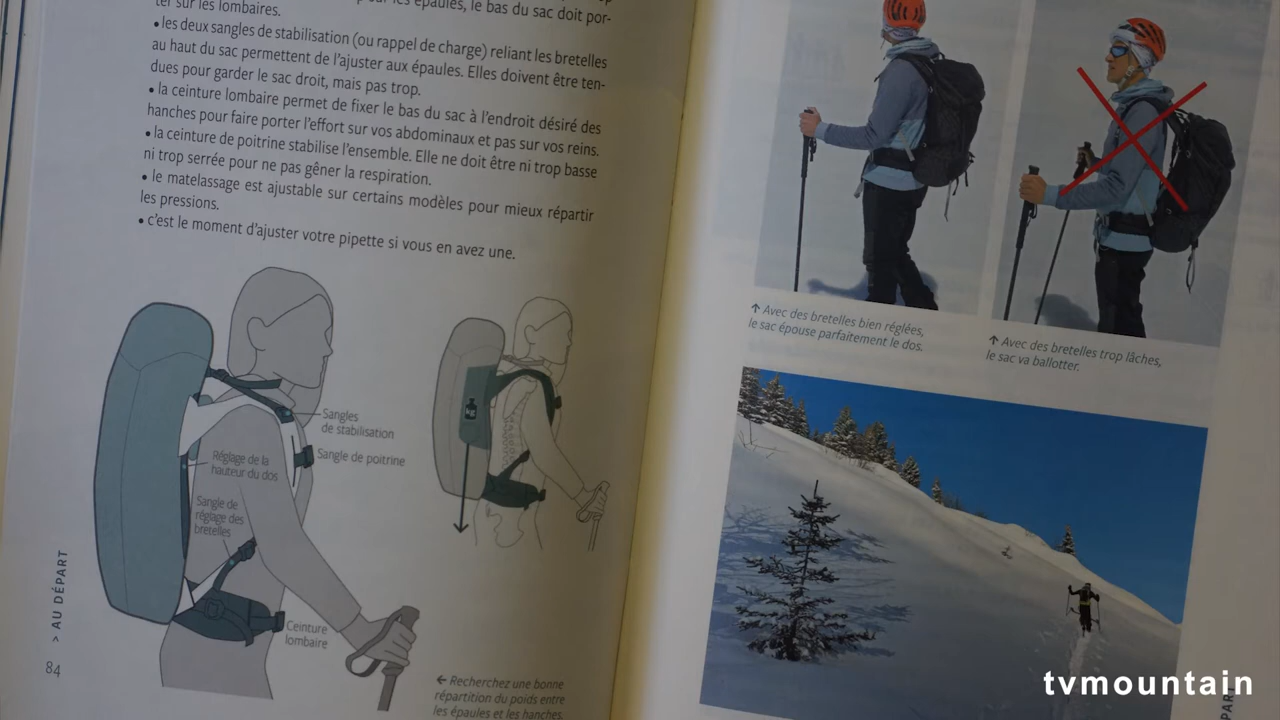 les épaules, le bas du sac doit por-
ter sur les lombaires.
• les deux sangles de stabilisation (ou rappel de charge) reliant les bretelles
au haut du sac permettent de l'ajuster aux épaules. Elles doivent être ten-
dues pour garder le sac droit, mais pas trop.
• la ceinture lombaire permet de fixer le bas du sac à l'endroit désiré des
hanches pour faire porter l'effort sur vos abdominaux et pas sur vos reins.
• la ceinture de poitrine stabilise l'ensemble. Elle ne doit être ni trop basse
ni trop serrée pour ne pas gêner la respiration.
• le matelassage est ajustable sur certains modèles pour mieux répartir
les pressions.
• c'est le moment d'ajuster votre pipette si vous en avez une.
Sangles
de stabilisation
Sangle de poitrine
Réglage de la
hauteur du dos
Sangle de
réglage des
bretelles
Ceinture
lombaire
> AU DÉPART
84
← Recherchez une bonne
répartition du poids entre
les épaules et les hanches.
↑ Avec des bretelles bien réglées,
le sac épouse parfaitement le dos.
↑ Avec des bretelles trop lâches,
le sac va ballotter.
tvmountain